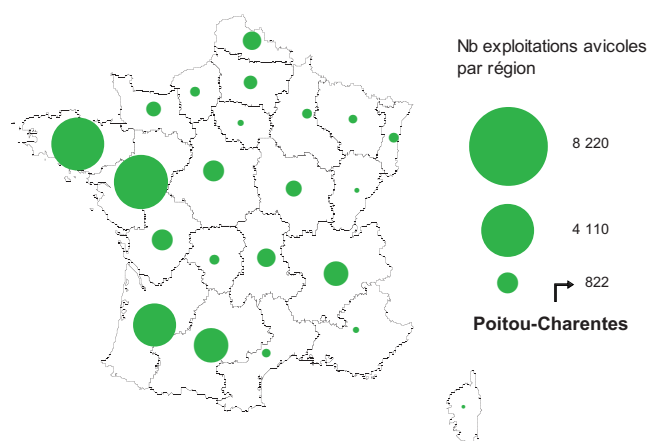 Nb exploitations avicoles
par région
8 220
4 110
822
Poitou-Charentes